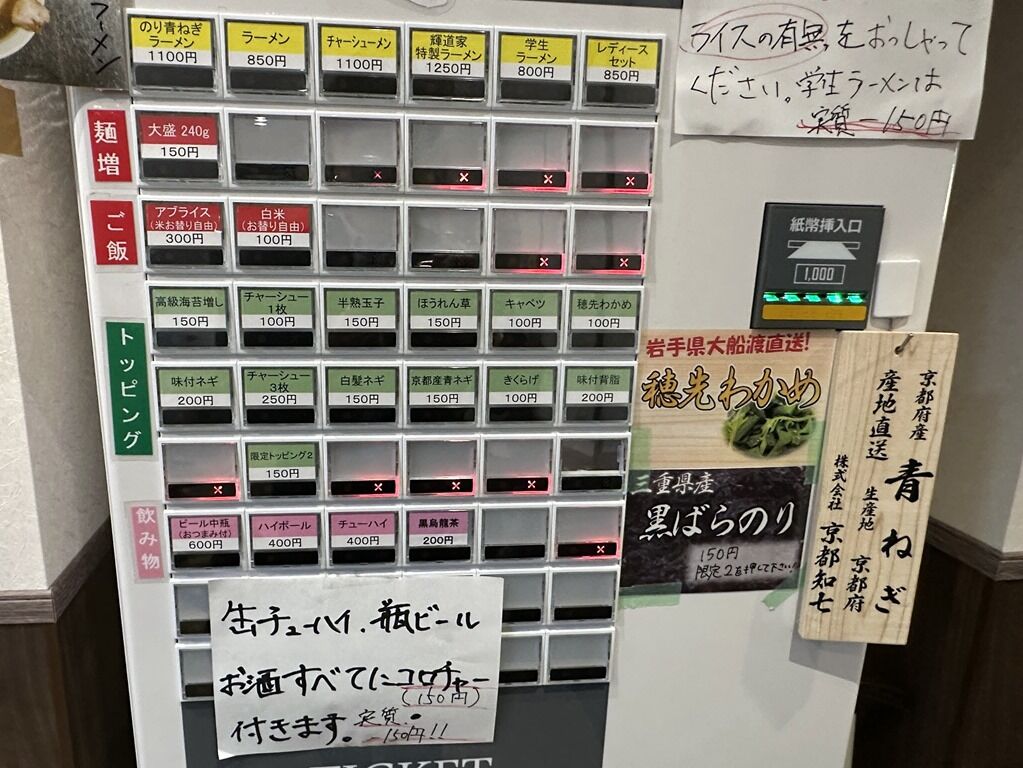 ーメン
のり青ねぎ
ラーメン
1100円
ラーメン
850円
チャーシューメン
1100円
輝道家
特製ラーメン
1250円
学生
ラーメン
800円
レディース
セット
850円
麺増
大盛 240g
150円
ご飯
アブライス
(米お替り自由)
300円
白米
(お替り自由)
100円
トッピング
高級海苔増し
150円
チャーシュー
1枚
100円
半熟玉子
150円
ほうれん草
150円
キャベツ
100円
穂先わかめ
100円
味付ネギ
200円
チャーシュー
3枚
250円
白髪ネギ
150円
京都産青ネギ
150円
きくらげ
100円
味付背脂
200円
限定トッピング2
150円
飲み物
ビール中瓶
(おつまみ付)
600円
ハイボール
400円
チューハイ
400円
黒烏龍茶
200円
缶チューハイ、瓶ビール
お酒すべてにコロチャー
(150円)
付きます。実質
-150円!!
TICKET
ライスの有無をおっしゃって
ください。学生ラーメンは
実質-150円
紙幣挿入口
1,000
岩手県大船渡直送!
穂先わかめ
三重県産
黒ばらのり
150円
限定2を押して下さい!
京都府産
産地直送
青ねぎ
生産地 京都府
株式会社 京都知七